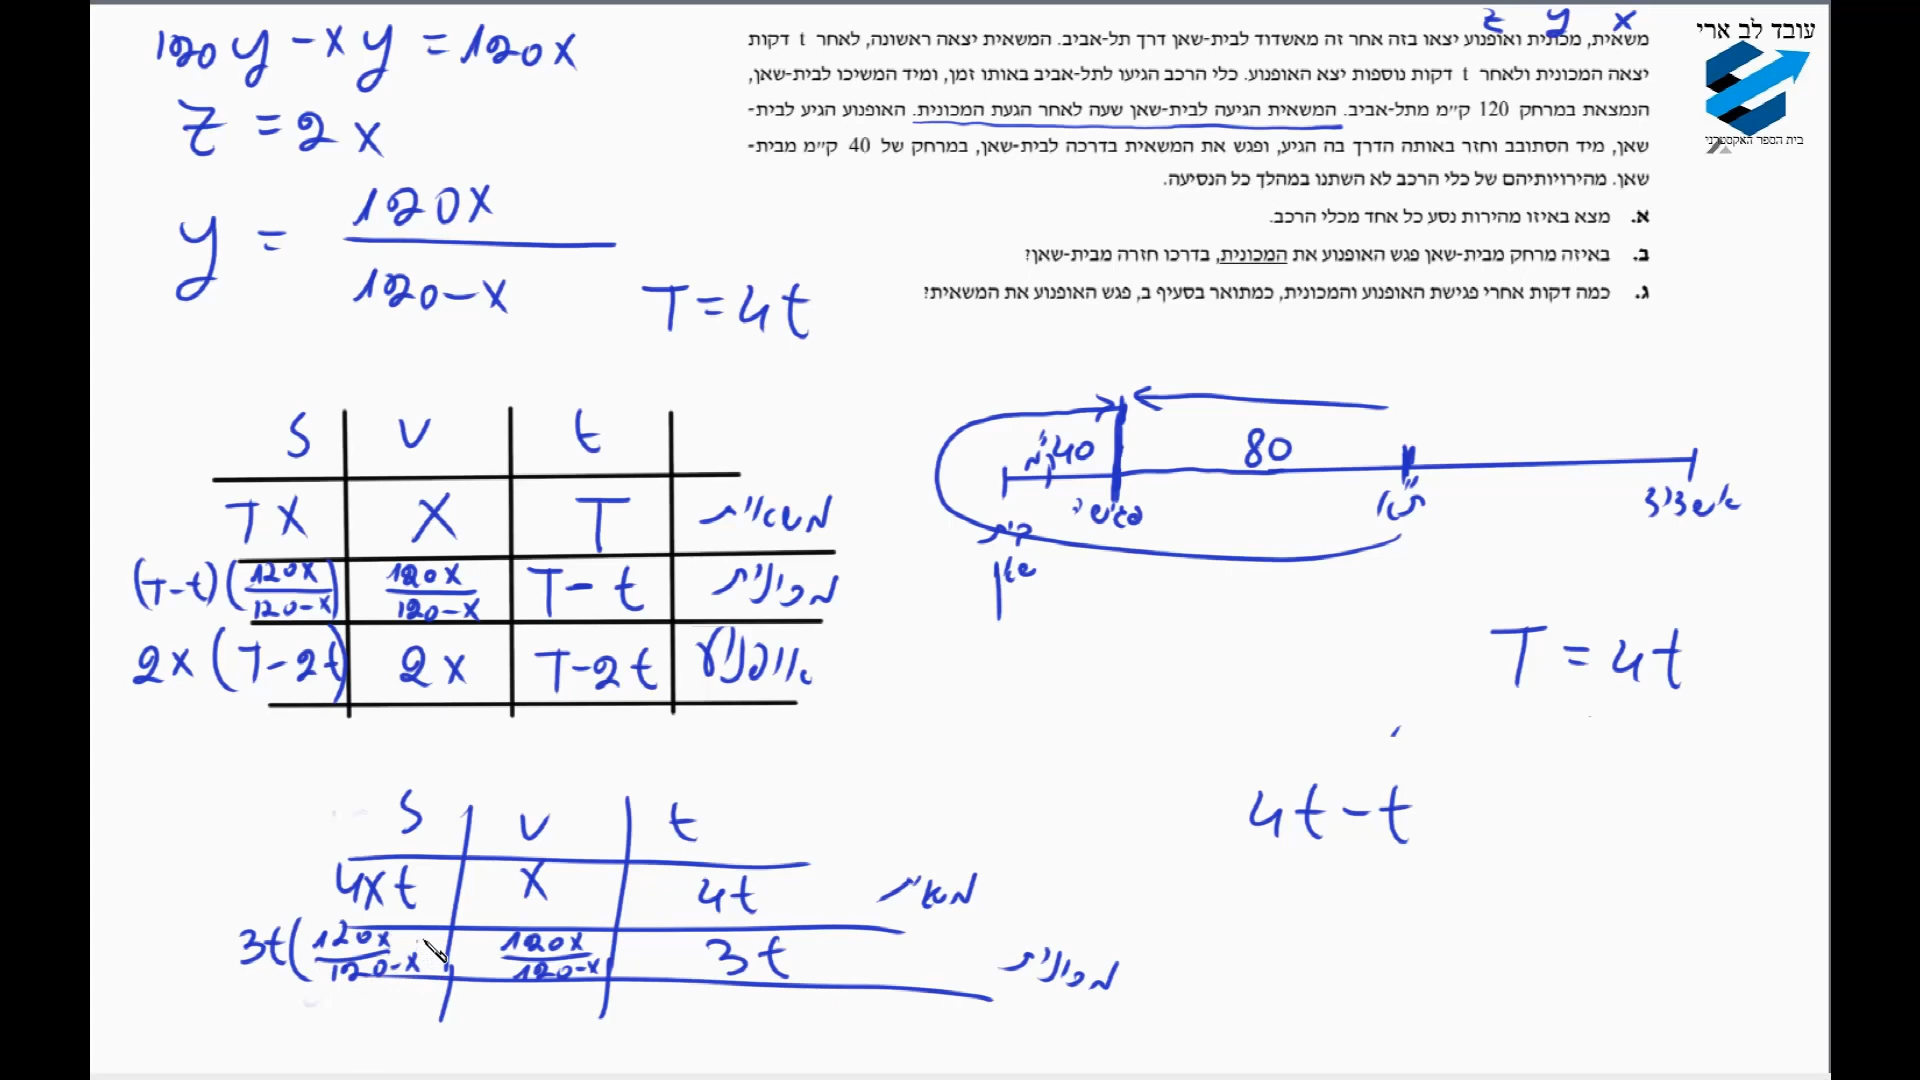 120y - xy = 120x
z = 2x
y = 120x / 120-x
T = 4t
z y x
משאית, מכונית ואופנוע יצאו בזה אחר זה מאשדוד לבית-שאן דרך תל-אביב. המשאית יצאה ראשונה, לאחר t דקות
יצאה המכונית ולאחר t דקות נוספות יצא האופנוע. כלי הרכב הגיעו לתל-אביב באותו זמן, ומיד המשיכו לבית-שאן,
הנמצאת במרחק 120 ק״מ מתל-אביב. המשאית הגיעה לבית-שאן שעה לאחר הגעת המכונית. האופנוע הגיע לבית-
שאן, מיד הסתובב וחזר באותה הדרך בה הגיע, ופגש את המשאית בדרכה לבית-שאן, במרחק של 40 ק״מ מבית-
שאן. מהירויותיהם של כלי הרכב לא השתנו במהלך כל הנסיעה.
א. מצא באיזו מהירות נסע כל אחד מכלי הרכב.
ב. באיזה מרחק מבית-שאן פגש האופנוע את המכונית, בדרכו חזרה מבית-שאן?
ג. כמה דקות אחרי פגישת האופנוע והמכונית, כמתואר בסעיף ב, פגש האופנוע את המשאית?
עובד לב ארי
בית הספר האקסטרני
S V t
TX X T משאית
(T-t)(120x / 120-x) 120x / 120-x T-t מכונית
2x(T-2t) 2x T-2t אופנוע
40 ק״מ 80
בית שאן פגישה ת״א אשדוד
T = 4t
4t - t
S V t
4xt X 4t משאית
3t(120x / 120-x 120x / 120-x 3t מכונית